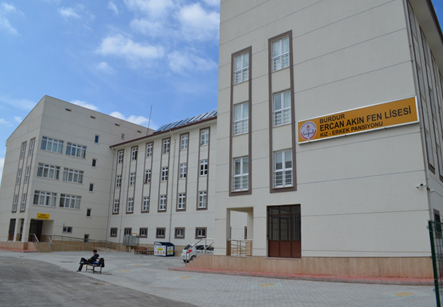 BURDUR
ERCAN AKIN FEN LİSESİ
KIZ - ERKEK PANSİYONU